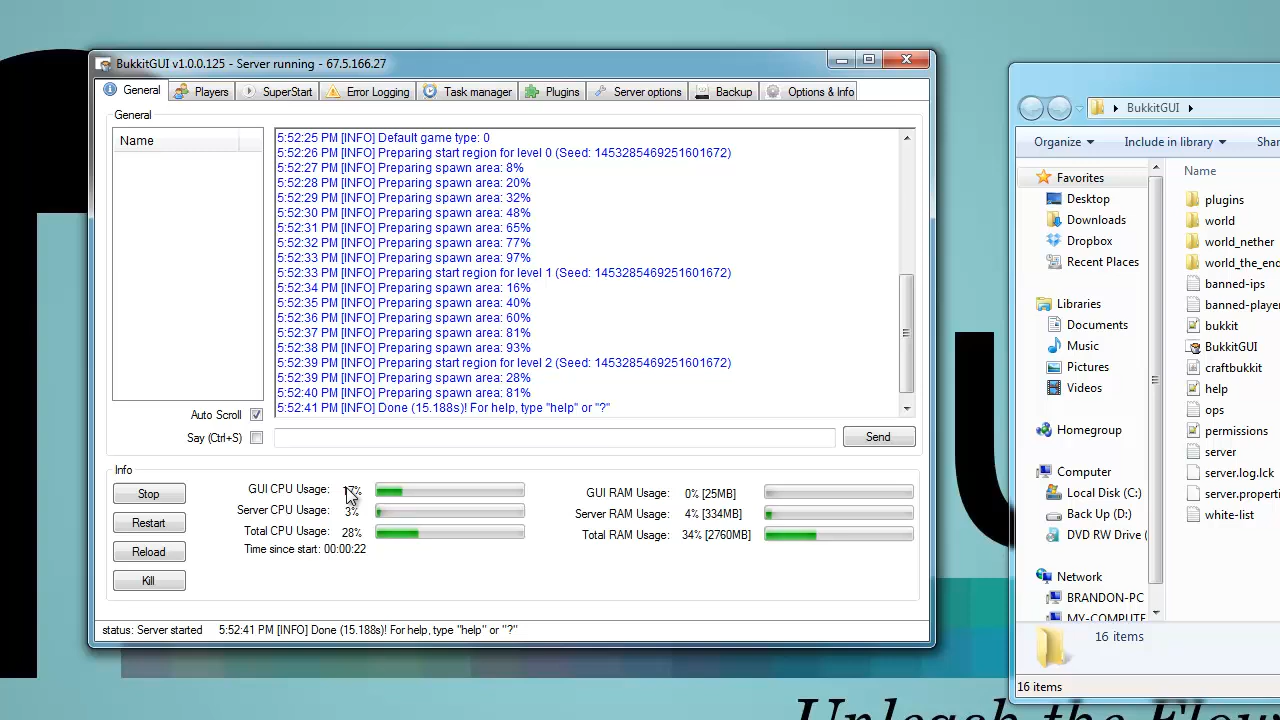 BukkitGUI v1.0.0.125 - Server running - 67.5.166.27
General
Players
SuperStart
Error Logging
Task manager
Plugins
Server options
Backup
Options & Info
General
Name
5:52:25 PM [INFO] Default game type: 0
5:52:26 PM [INFO] Preparing start region for level 0 (Seed: 1453285469251601672)
5:52:27 PM [INFO] Preparing spawn area: 8%
5:52:28 PM [INFO] Preparing spawn area: 20%
5:52:29 PM [INFO] Preparing spawn area: 32%
5:52:30 PM [INFO] Preparing spawn area: 48%
5:52:31 PM [INFO] Preparing spawn area: 65%
5:52:32 PM [INFO] Preparing spawn area: 77%
5:52:33 PM [INFO] Preparing spawn area: 97%
5:52:33 PM [INFO] Preparing start region for level 1 (Seed: 1453285469251601672)
5:52:34 PM [INFO] Preparing spawn area: 16%
5:52:35 PM [INFO] Preparing spawn area: 40%
5:52:36 PM [INFO] Preparing spawn area: 60%
5:52:37 PM [INFO] Preparing spawn area: 81%
5:52:38 PM [INFO] Preparing spawn area: 93%
5:52:39 PM [INFO] Preparing start region for level 2 (Seed: 1453285469251601672)
5:52:39 PM [INFO] Preparing spawn area: 28%
5:52:40 PM [INFO] Preparing spawn area: 81%
5:52:41 PM [INFO] Done (15.188s)! For help, type "help" or "?"
Auto Scroll
Say (Ctrl+S)
Send
Info
Stop
Restart
Reload
Kill
GUI CPU Usage:
Server CPU Usage: 3%
Total CPU Usage: 28%
Time since start: 00:00:22
GUI RAM Usage: 0% [25MB]
Server RAM Usage: 4% [334MB]
Total RAM Usage: 34% [2760MB]
status: Server started 5:52:41 PM [INFO] Done (15.188s)! For help, type "help" or "?"
BukkitGUI
Organize
Include in library
Shar
Favorites
Desktop
Downloads
Dropbox
Recent Places
Libraries
Documents
Music
Pictures
Videos
Homegroup
Computer
Local Disk (C:)
Back Up (D:)
DVD RW Drive (
Network
BRANDON-PC
MY-COMPUTE
Name
plugins
world
world_nether
world_the_end
banned-ips
banned-player
bukkit
BukkitGUI
craftbukkit
help
ops
permissions
server
server.log.lck
server.properti
white-list
16 items
16 items
Unleash the